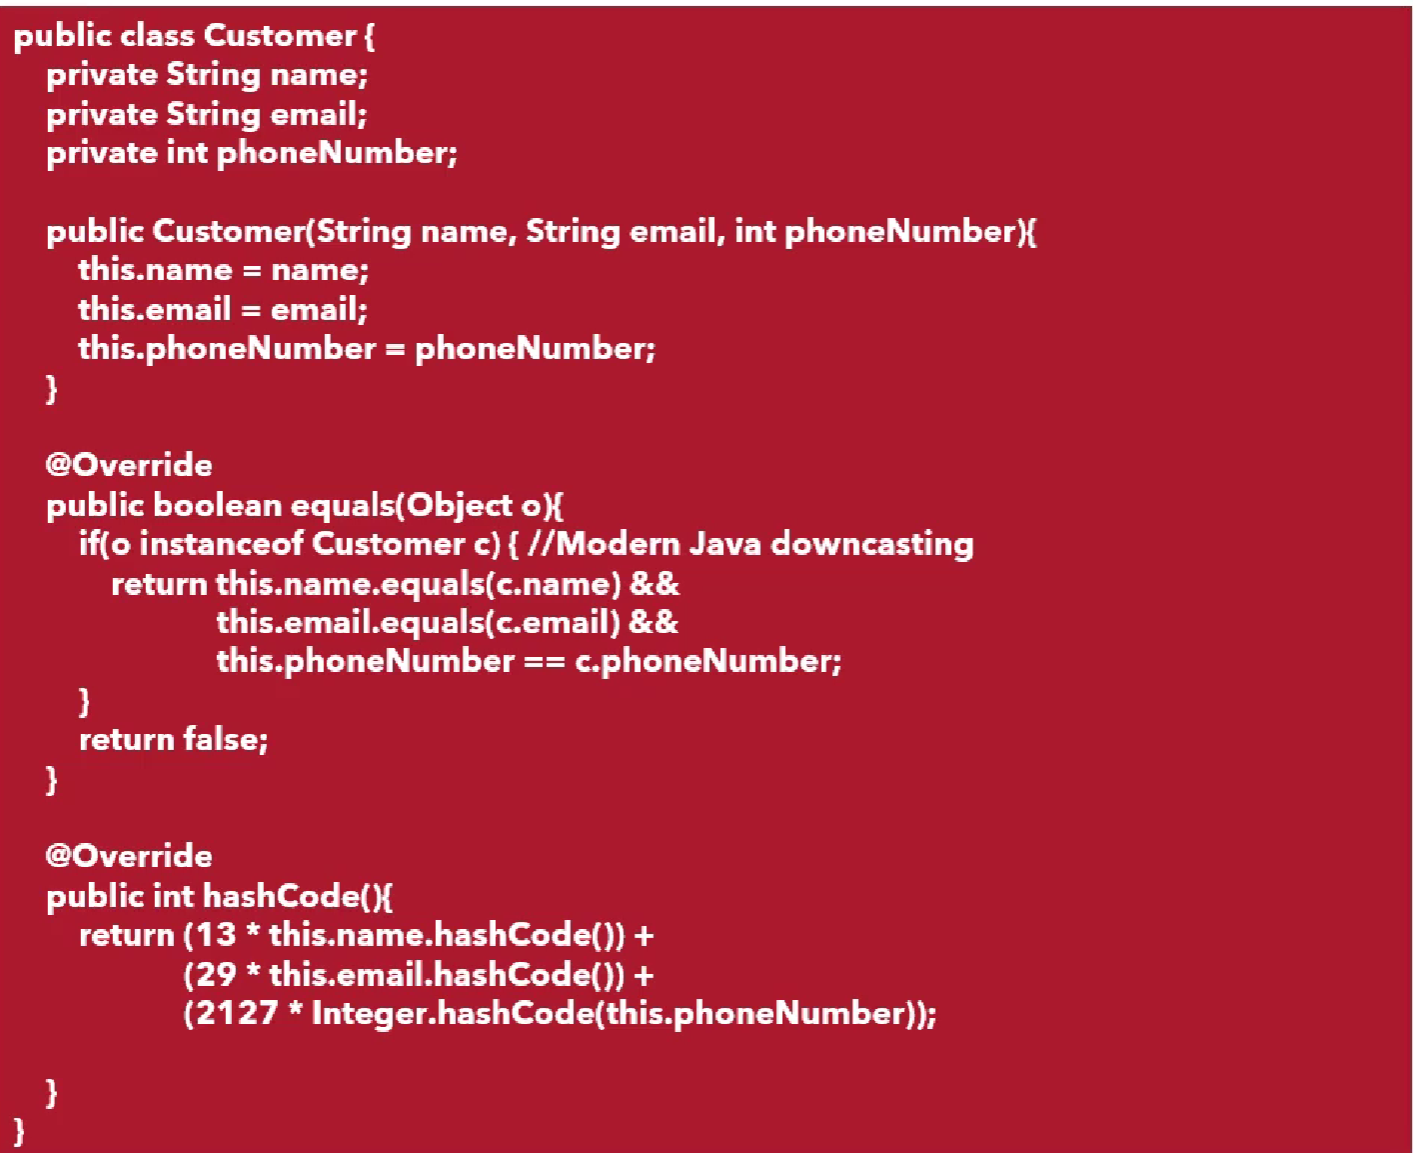 public class Customer {
private String name;
private String email;
private int phoneNumber;
public Customer(String name, String email, int phoneNumber){
this.name = name;
this.email = email;
this.phoneNumber = phoneNumber;
}
@Override
public boolean equals(Object o){
if(o instanceof Customer c) { //Modern Java downcasting
return this.name.equals(c.name) &&
this.email.equals(c.email) &&
this.phoneNumber == c.phoneNumber;
}
return false;
}
@Override
public int hashCode(){
return (13 * this.name.hashCode()) +
(29 * this.email.hashCode()) +
(2127 * Integer.hashCode(this.phoneNumber));
}
}